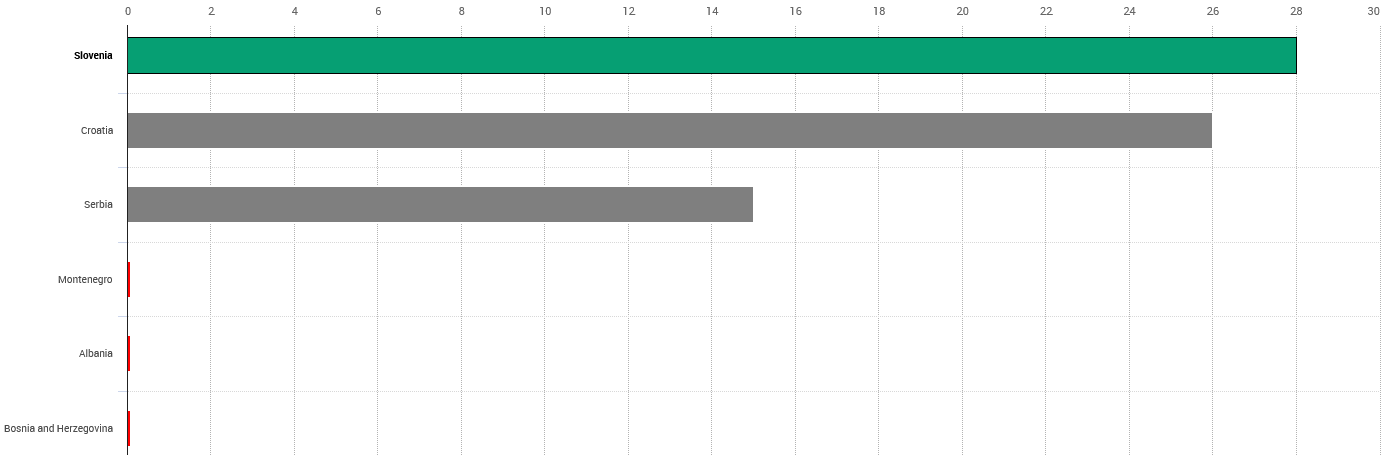 0 2 4 6 8 10 12 14 16 18 20 22 24 26 28 30
Slovenia
Croatia
Serbia
Montenegro
Albania
Bosnia and Herzegovina